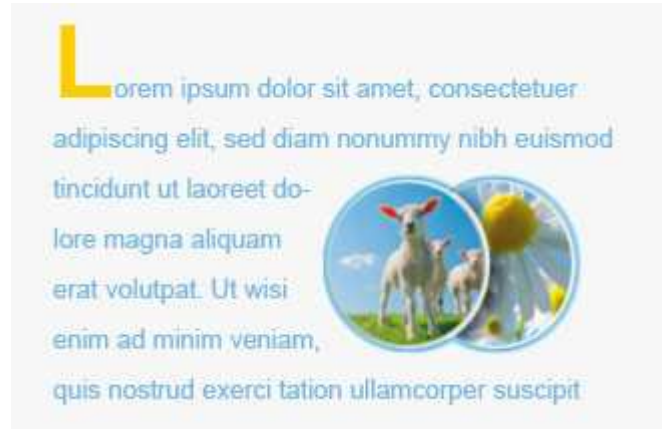 Lorem ipsum dolor sit amet, consectetuer
adipiscing elit, sed diam nonummy nibh euismod
tincidunt ut laoreet do-
lore magna aliquam
erat volutpat. Ut wisi
enim ad minim veniam,
quis nostrud exerci tation ullamcorper suscipit